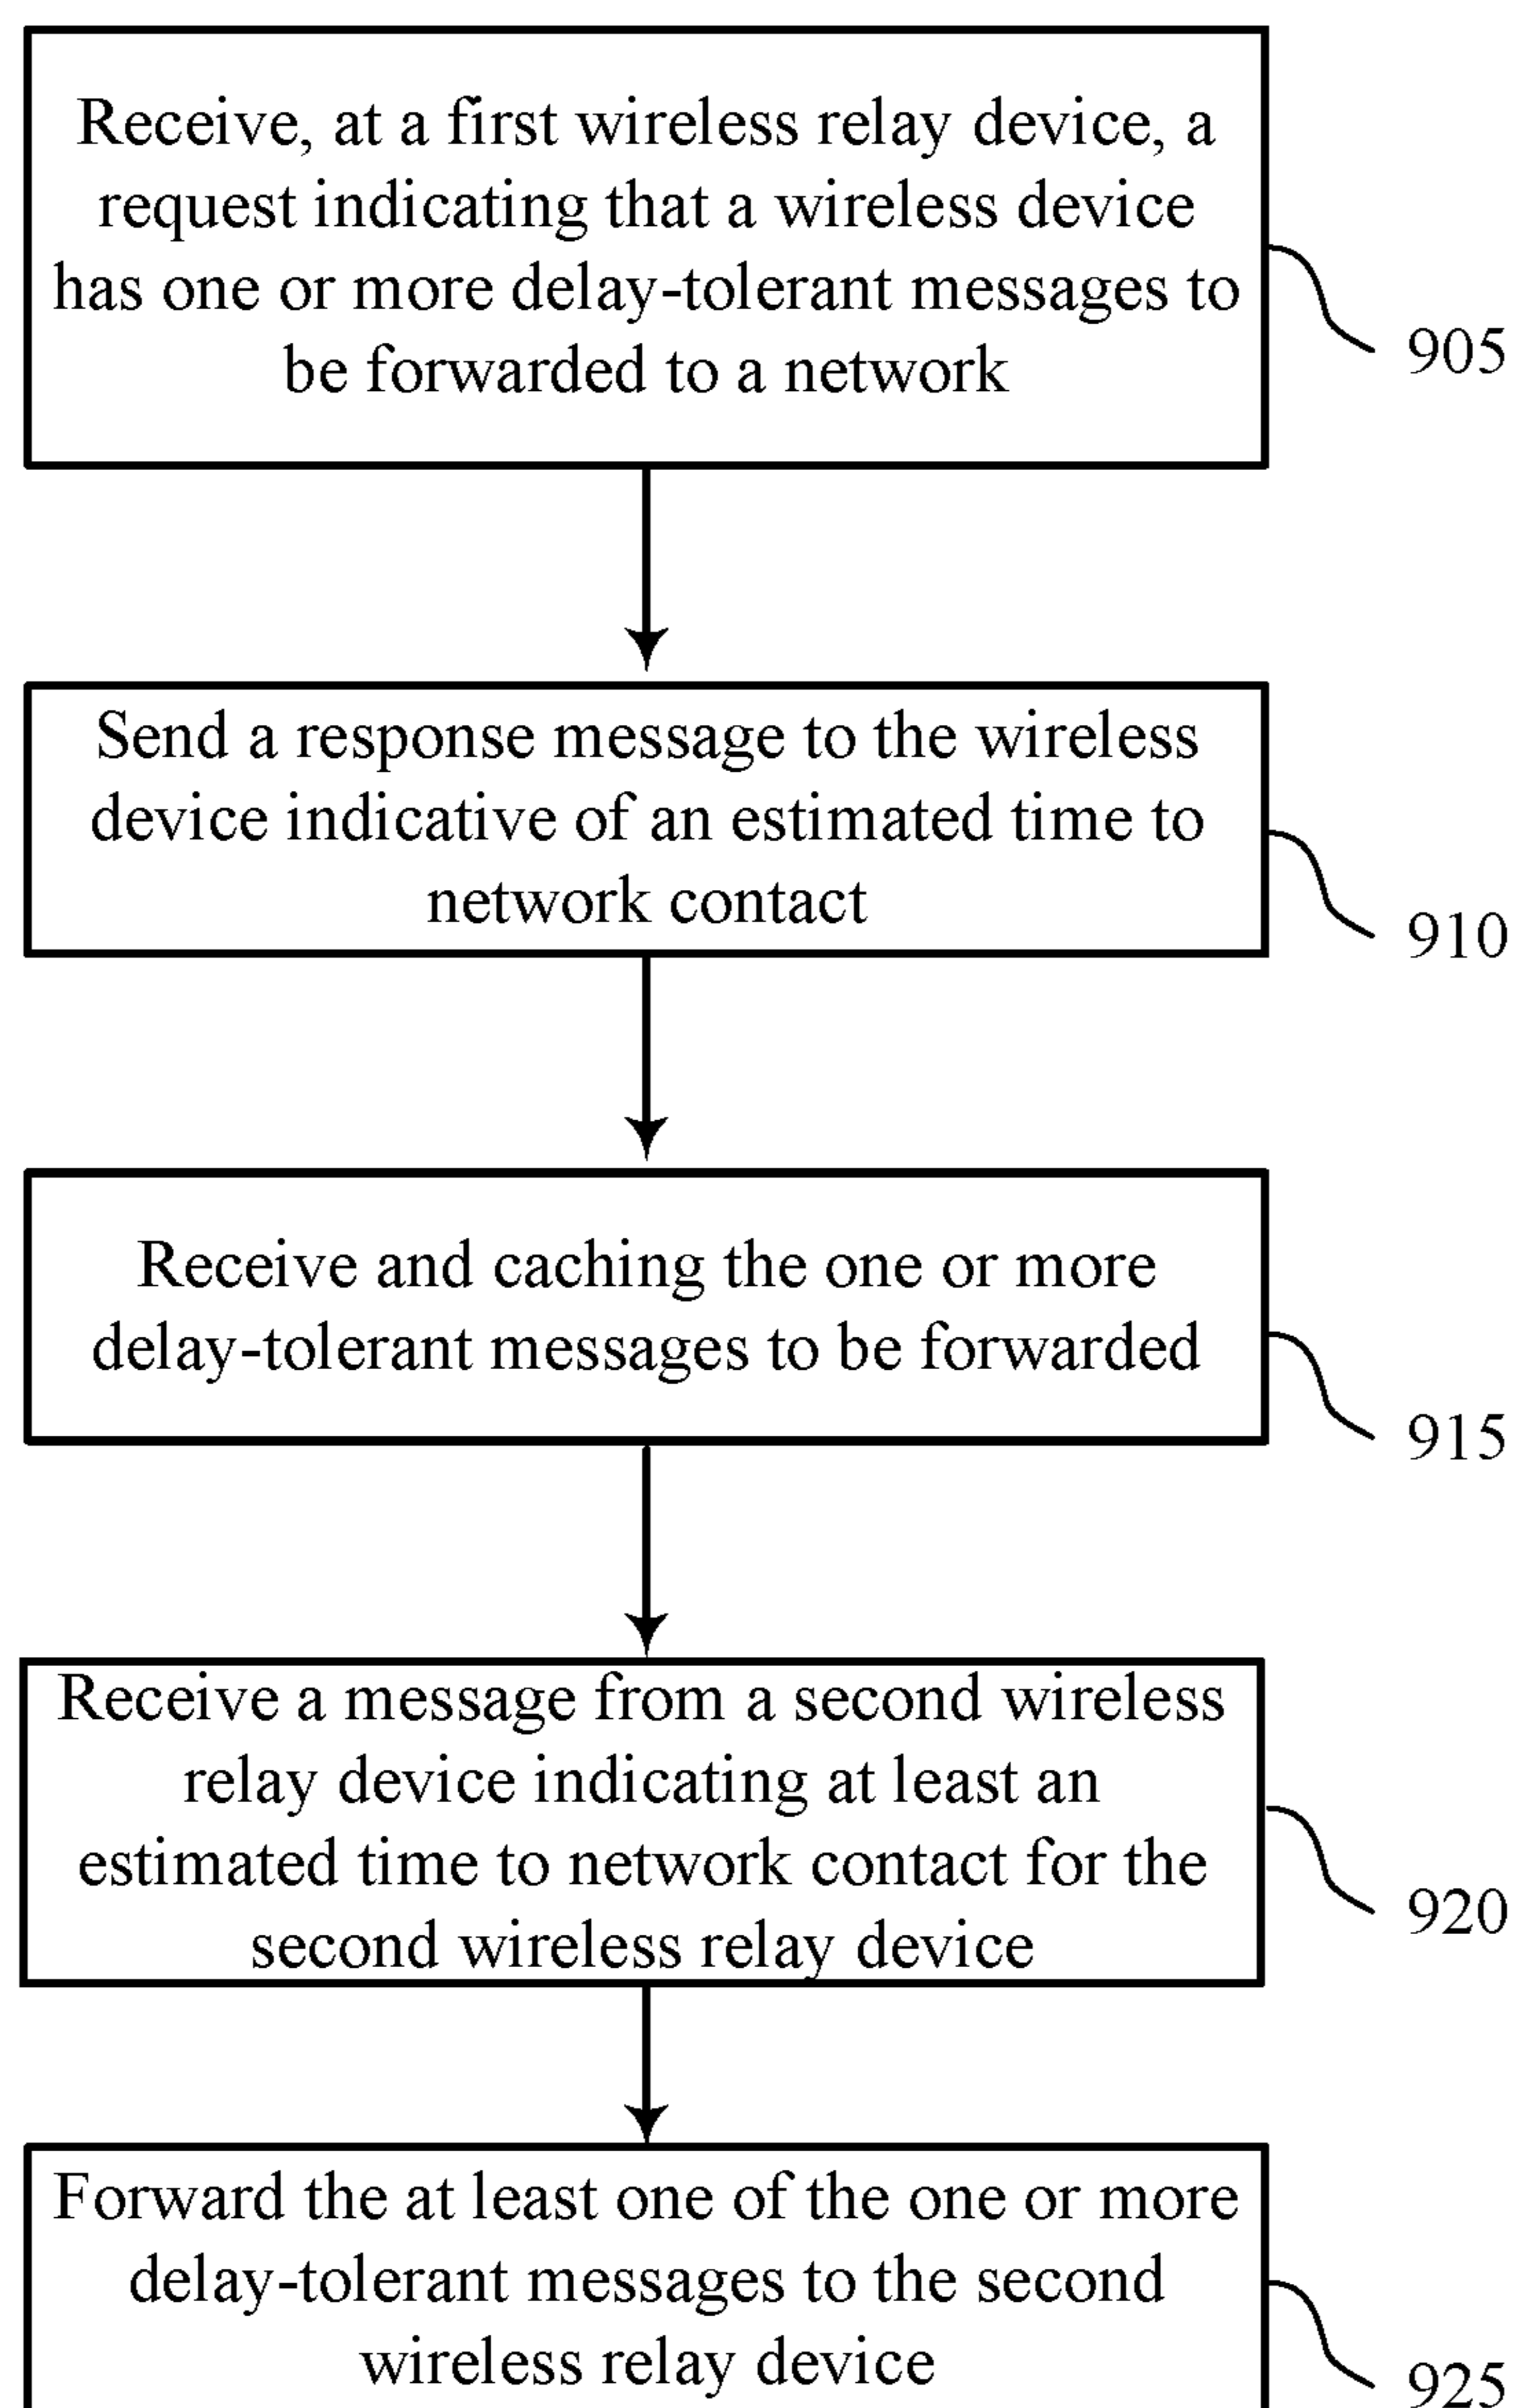 Receive, at a first wireless relay device, a
request indicating that a wireless device
has one or more delay-tolerant messages to
be forwarded to a network
905
Send a response message to the wireless
device indicative of an estimated time to
network contact
910
Receive and caching the one or more
delay-tolerant messages to be forwarded
915
Receive a message from a second wireless
relay device indicating at least an
estimated time to network contact for the
second wireless relay device
920
Forward the at least one of the one or more
delay-tolerant messages to the second
wireless relay device
925